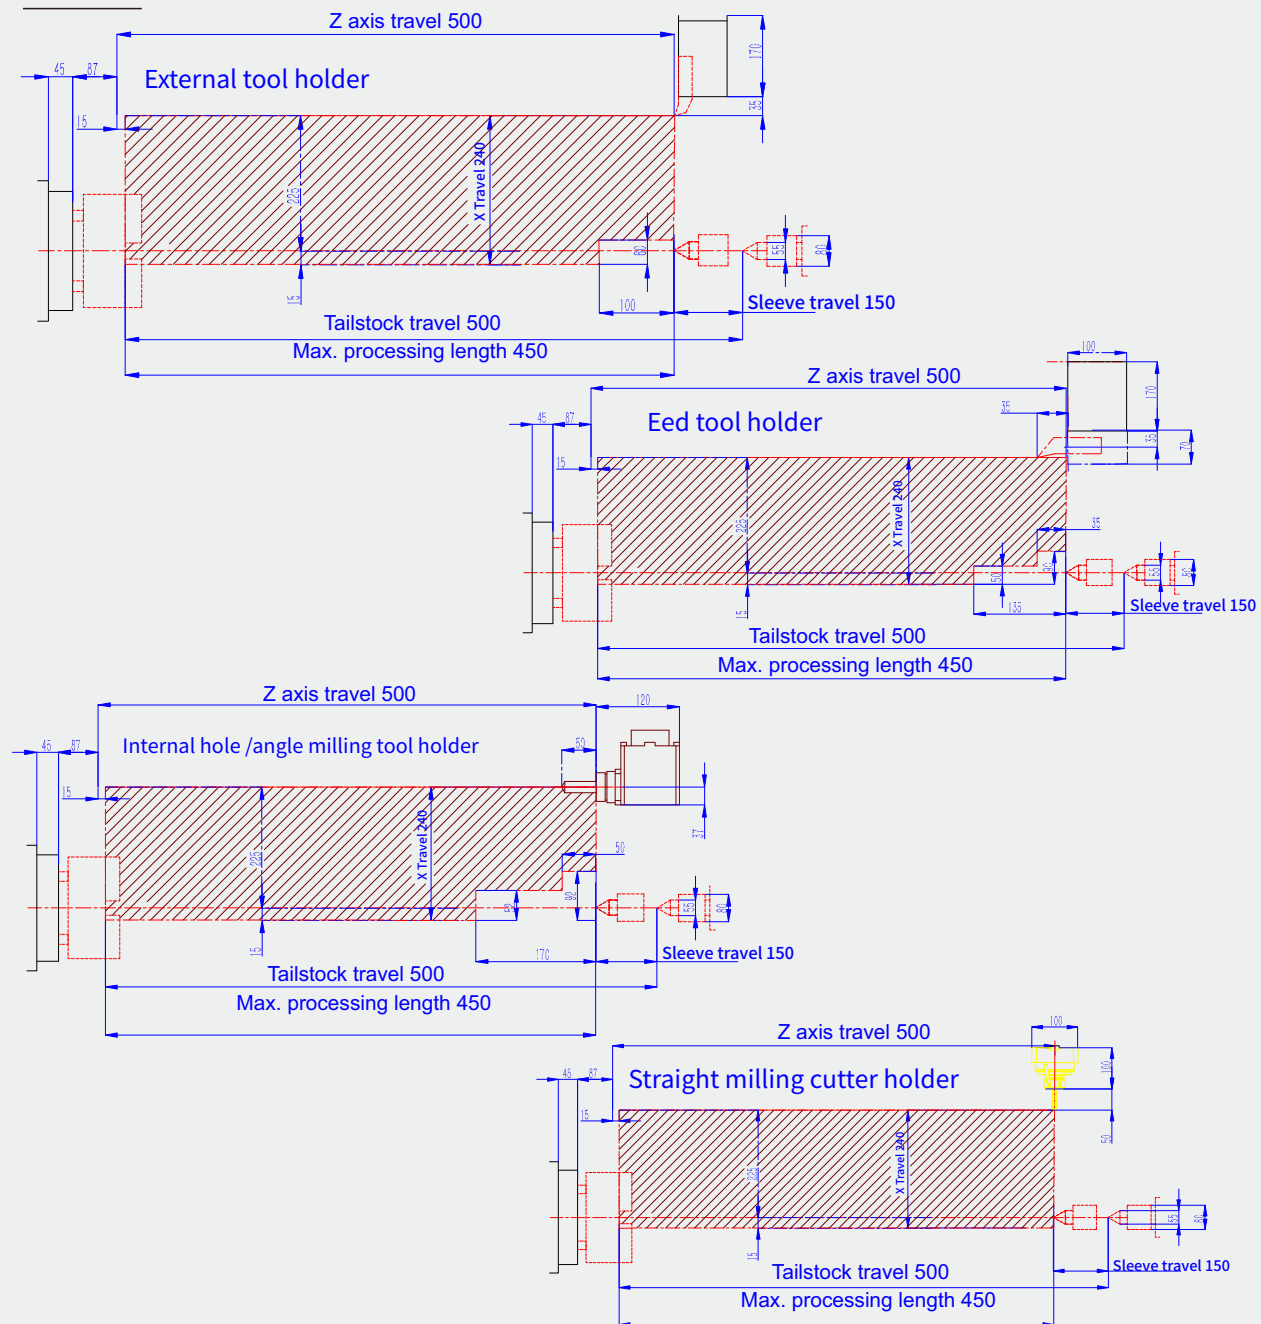 Z axis travel 500
170
45
87
External tool holder
35
15
225
X Travel 240
60
55
80
15
100
Sleeve travel 150
Tailstock travel 500
Max. processing length 450
100
Z axis travel 500
170
35
45
87
Eed tool holder
35
70
15
225
X Travel 240
35
50
90
55
80
15
135
Sleeve travel 150
Tailstock travel 500
Max. processing length 450
Z axis travel 500
120
45
87
Internal hole /angle milling tool holder
15
37
225
X Travel 240
50
52
92
55
80
15
170
Sleeve travel 150
Tailstock travel 500
Max. processing length 450
100
Z axis travel 500
100
45
87
Straight milling cutter holder
15
50
225
X Travel 240
55
80
15
Sleeve travel 150
Tailstock travel 500
Max. processing length 450